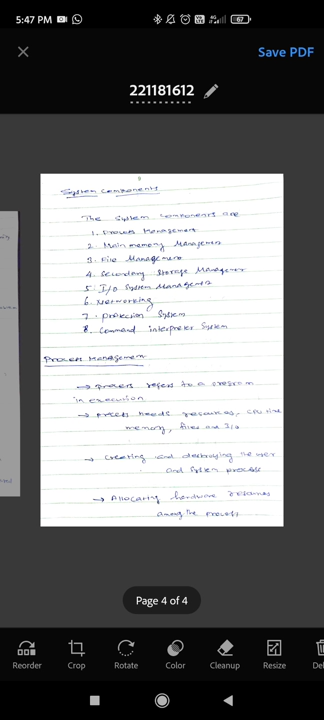 5:47 PM
67
Save PDF
221181612
System Components
The System Components are
1. Process Management
2. Main memory Management
3. File Management
4. Secondary Storage Management
5. I/O System Management
6. Networking
7. Protection System
8. Command interpreter System
Process Management
→ Process refers to a program
in execution
→ Process needs resources, CPU time
memory, files and I/O
→ Creating and destroying the user
and System process
→ Allocating hardware resources
among the process
Page 4 of 4
Reorder
Crop
Rotate
Color
Cleanup
Resize
Del